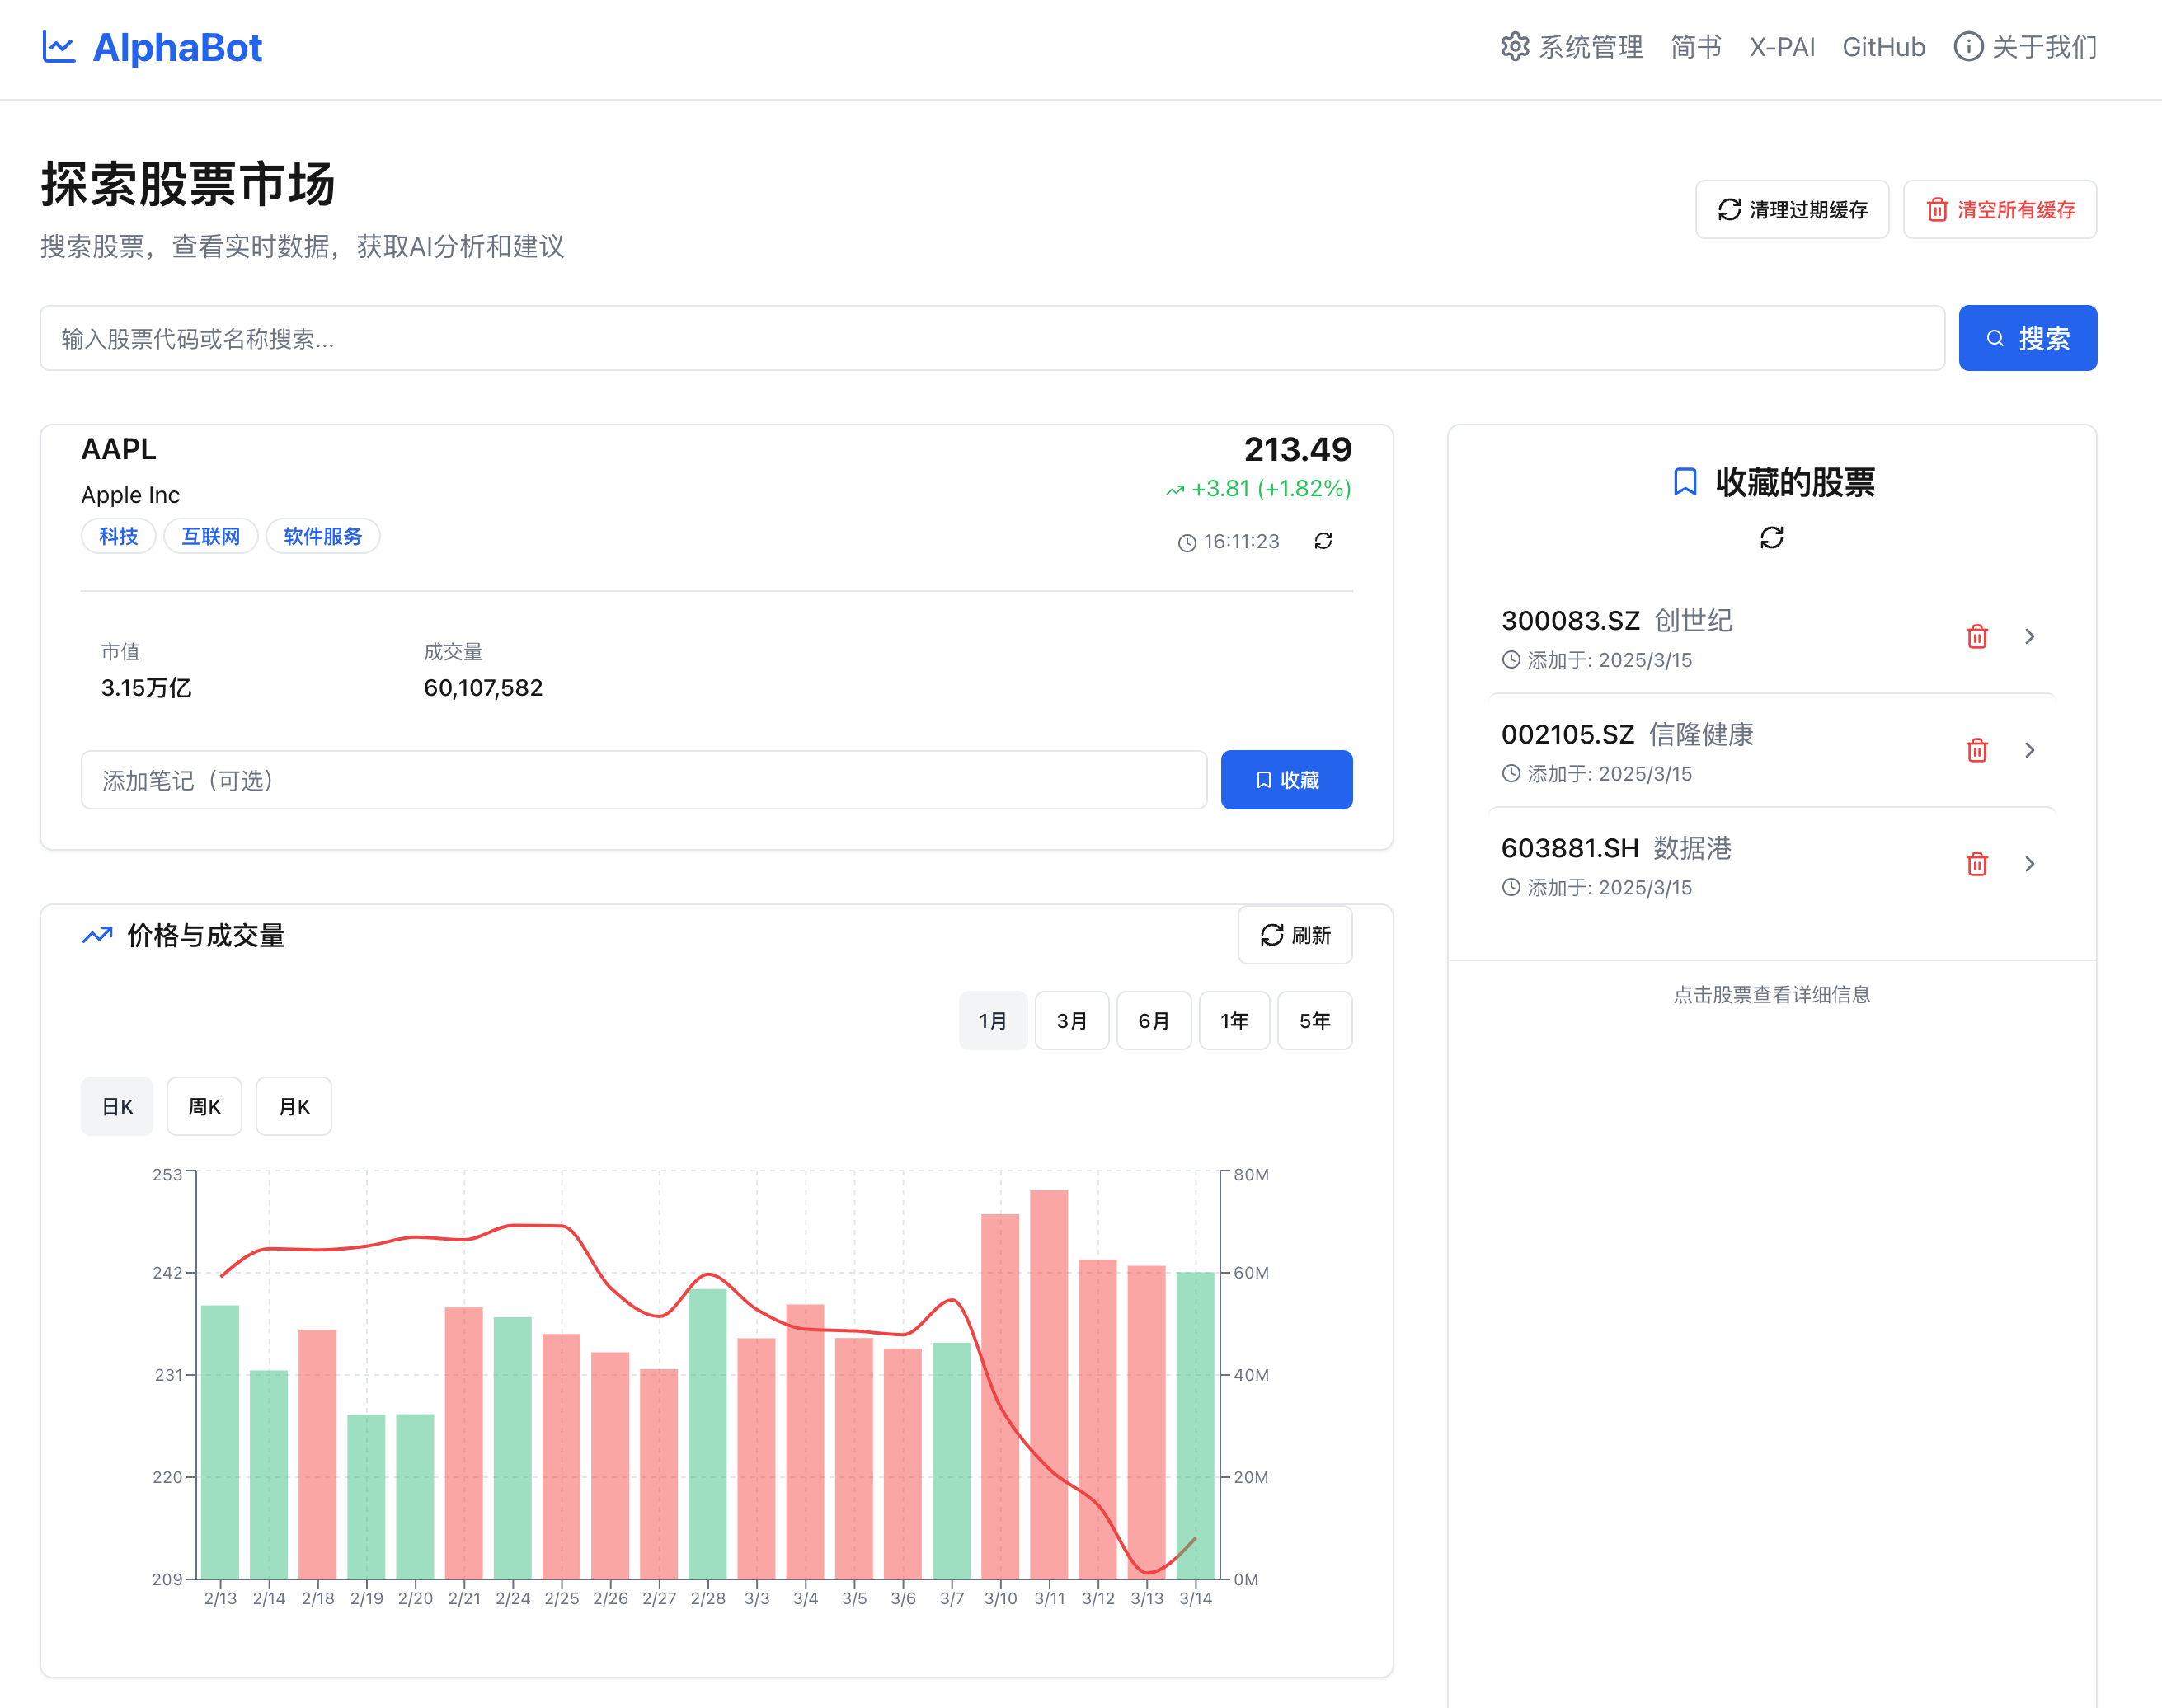 AlphaBot
系统管理 简书 X-PAI GitHub 关于我们
探索股票市场
搜索股票，查看实时数据，获取AI分析和建议
清理过期缓存 清空所有缓存
输入股票代码或名称搜索...
搜索
AAPL
213.49
Apple Inc
+3.81 (+1.82%)
科技 互联网 软件服务
16:11:23
市值 成交量
3.15万亿 60,107,582
添加笔记（可选）
收藏
价格与成交量
刷新
1月 3月 6月 1年 5年
日K 周K 月K
253
242
231
220
209
80M
60M
40M
20M
0M
2/13 2/14 2/18 2/19 2/20 2/21 2/24 2/25 2/26 2/27 2/28 3/3 3/4 3/5 3/6 3/7 3/10 3/11 3/12 3/13 3/14
收藏的股票
300083.SZ 创世纪
添加于: 2025/3/15
002105.SZ 信隆健康
添加于: 2025/3/15
603881.SH 数据港
添加于: 2025/3/15
点击股票查看详细信息